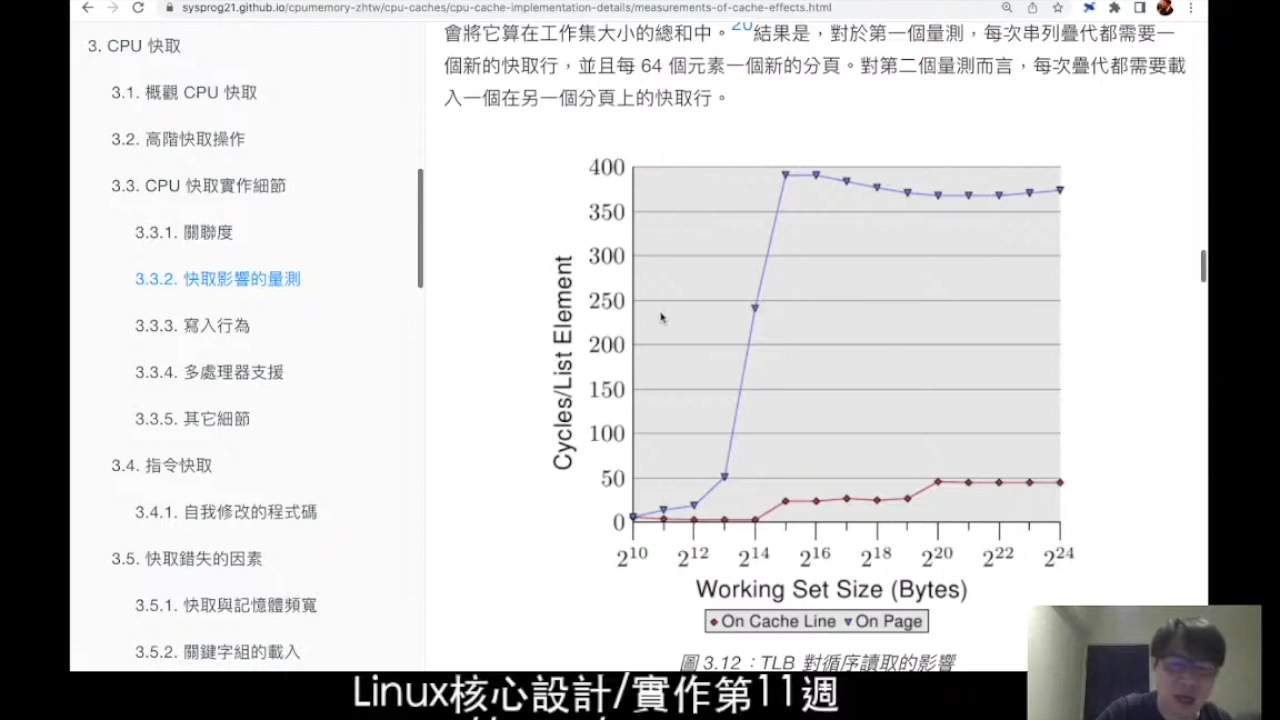 sysprog21.github.io/cpumemory-zhtw/cpu-caches/cpu-cache-implementation-details/measurements-of-cache-effects.html
3. CPU 快取
3.1. 概觀 CPU 快取
3.2. 高階快取操作
3.3. CPU 快取實作細節
3.3.1. 關聯度
3.3.2. 快取影響的量測
3.3.3. 寫入行為
3.3.4. 多處理器支援
3.3.5. 其它細節
3.4. 指令快取
3.4.1. 自我修改的程式碼
3.5. 快取錯失的因素
3.5.1. 快取與記憶體頻寬
3.5.2. 關鍵字組的載入
會將它算在工作集大小的總和中。20結果是，對於第一個量測，每次串列疊代都需要一
個新的快取行，並且每 64 個元素一個新的分頁。對第二個量測而言，每次疊代都需要載
入一個在另一個分頁上的快取行。
400
350
300
250
200
150
100
50
0
Cycles/List Element
2^10 2^12 2^14 2^16 2^18 2^20 2^22 2^24
Working Set Size (Bytes)
On Cache Line On Page
圖 3.12：TLB 對循序讀取的影響
Linux核心設計/實作第11週